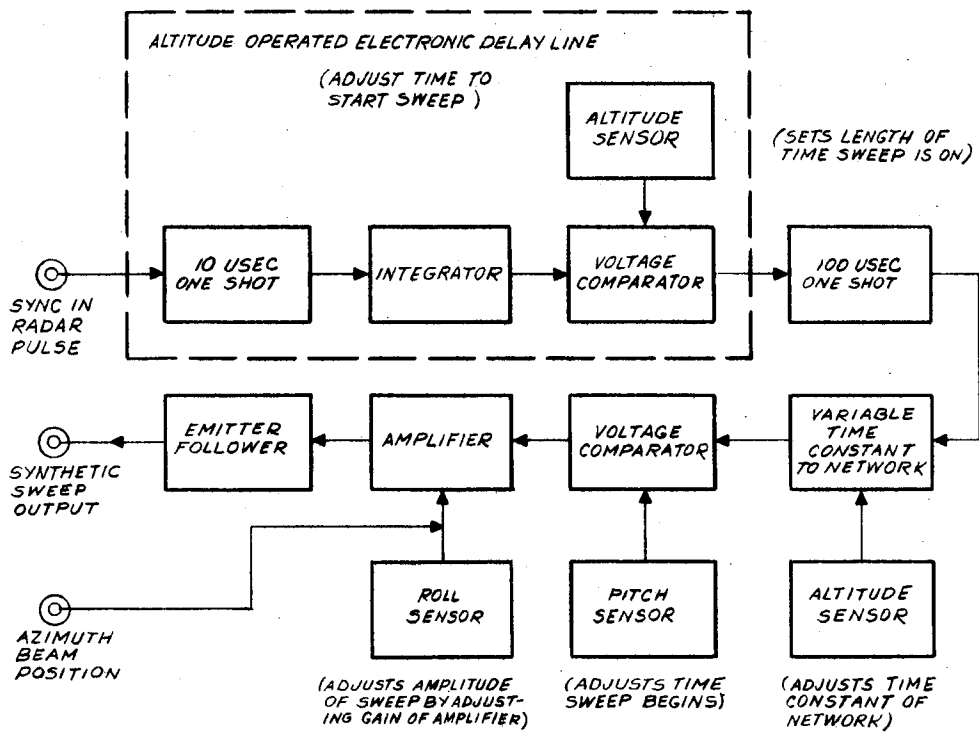 ALTITUDE OPERATED ELECTRONIC DELAY LINE
(ADJUST TIME TO
START SWEEP)
ALTITUDE
SENSOR
(SETS LENGTH OF
TIME SWEEP IS ON)
SYNC IN
RADAR
PULSE
10 USEC
ONE SHOT
INTEGRATOR
VOLTAGE
COMPARATOR
100 USEC
ONE SHOT
SYNTHETIC
SWEEP
OUTPUT
EMITTER
FOLLOWER
AMPLIFIER
VOLTAGE
COMPARATOR
VARIABLE
TIME
CONSTANT
TO NETWORK
AZIMUTH
BEAM
POSITION
ROLL
SENSOR
PITCH
SENSOR
ALTITUDE
SENSOR
(ADJUSTS AMPLITUDE
OF SWEEP BY ADJUST-
ING GAIN OF AMPLIFIER)
(ADJUSTS TIME
SWEEP BEGINS)
(ADJUSTS TIME
CONSTANT OF
NETWORK)